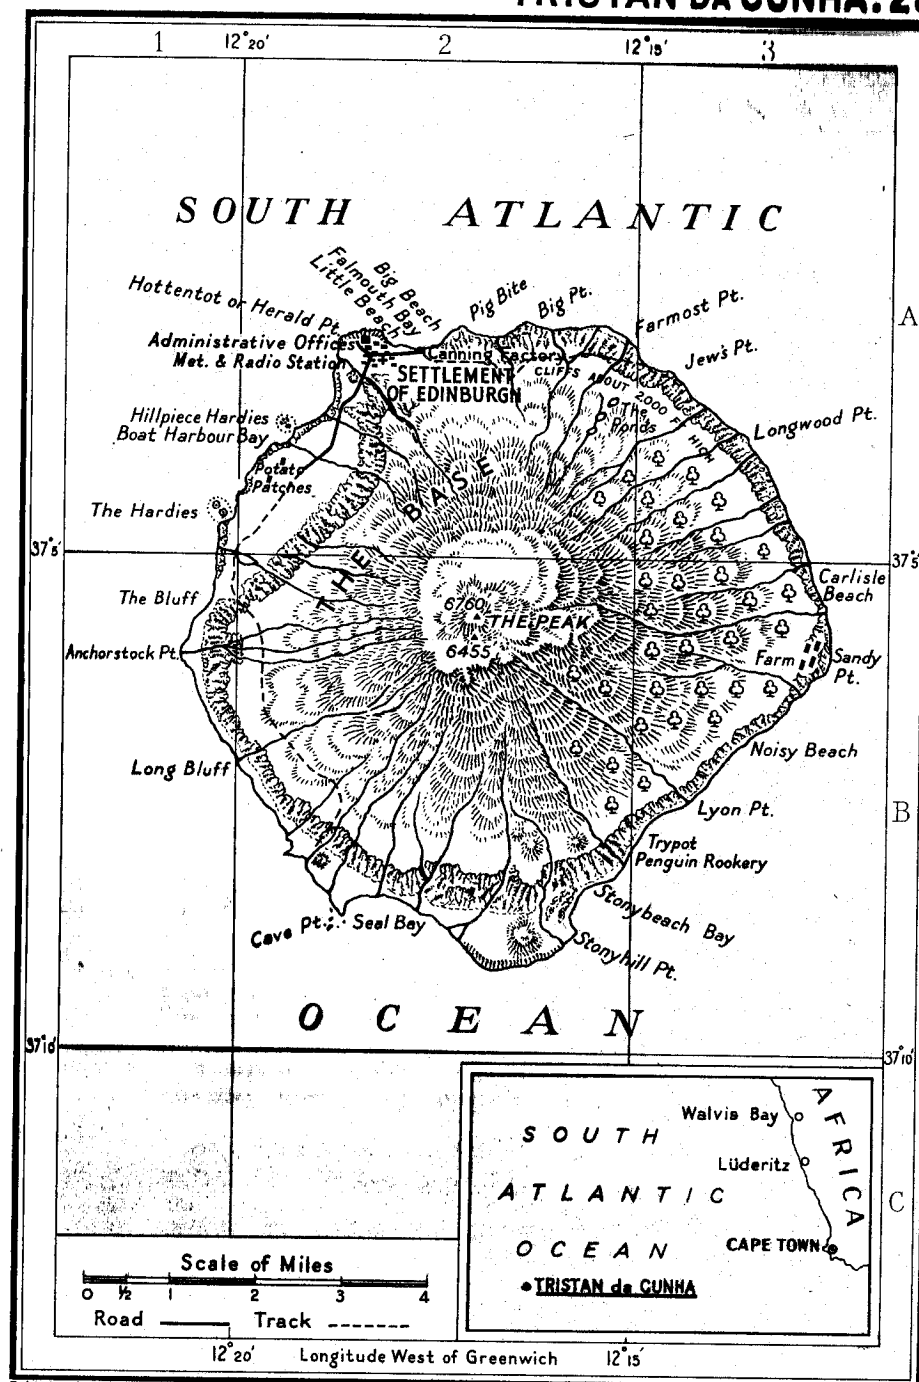 TRISTAN DA CUNHA. 2
1 12°20′ 2 12°15′ 3
SOUTH ATLANTIC
Hottentot or Herald Pt.
Little Beach
Falmouth Bay
Big Beach
Pig Bite
Big Pt.
Farmost Pt.
A
Administrative Offices
Met. & Radio Station
Canning Factory
SETTLEMENT
OF EDINBURGH
CLIFFS ABOUT 2000 FT HIGH
Jew's Pt.
The
Ponds
Hillpiece Hardies
Boat Harbour Bay
Longwood Pt.
Potato
Patches
The Hardies
THE BASE
37°5′ 37°5′
Carlisle
Beach
The Bluff
6760
THE PEAK
6455
Anchorstock Pt.
Farm
Sandy
Pt.
Long Bluff
Noisy Beach
Lyon Pt.
B
Trypot
Penguin Rookery
Stonybeach Bay
Cave Pt.
Seal Bay
Stonyhill Pt.
OCEAN
37°10′ 37°10′
AFRICA
Walvis Bay
SOUTH
Lüderitz
ATLANTIC
C
OCEAN
CAPE TOWN
TRISTAN da CUNHA
Scale of Miles
0 ½ 1 2 3 4
Road Track
12°20′ Longitude West of Greenwich 12°15′